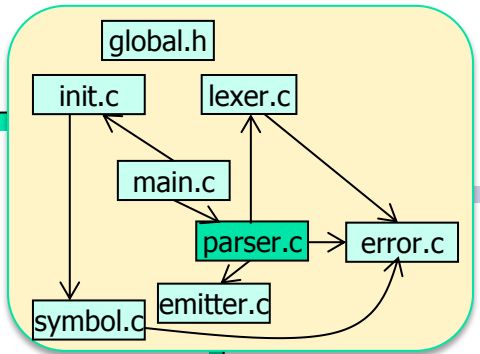 global.h
init.c
lexer.c
main.c
parser.c
error.c
emitter.c
symbol.c